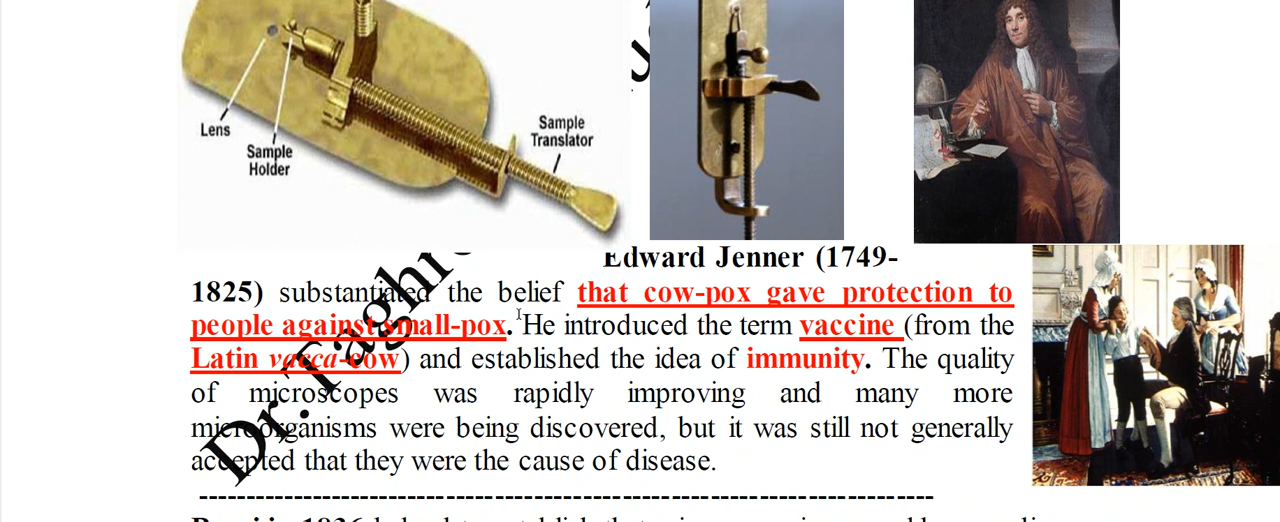 Lens
Sample
Holder
Sample
Translator
Edward Jenner (1749-
1825) substantiated the belief that cow-pox gave protection to
people against small-pox. He introduced the term vaccine (from the
Latin vacca-cow) and established the idea of immunity. The quality
of microscopes was rapidly improving and many more
microorganisms were being discovered, but it was still not generally
accepted that they were the cause of disease.
Dr.